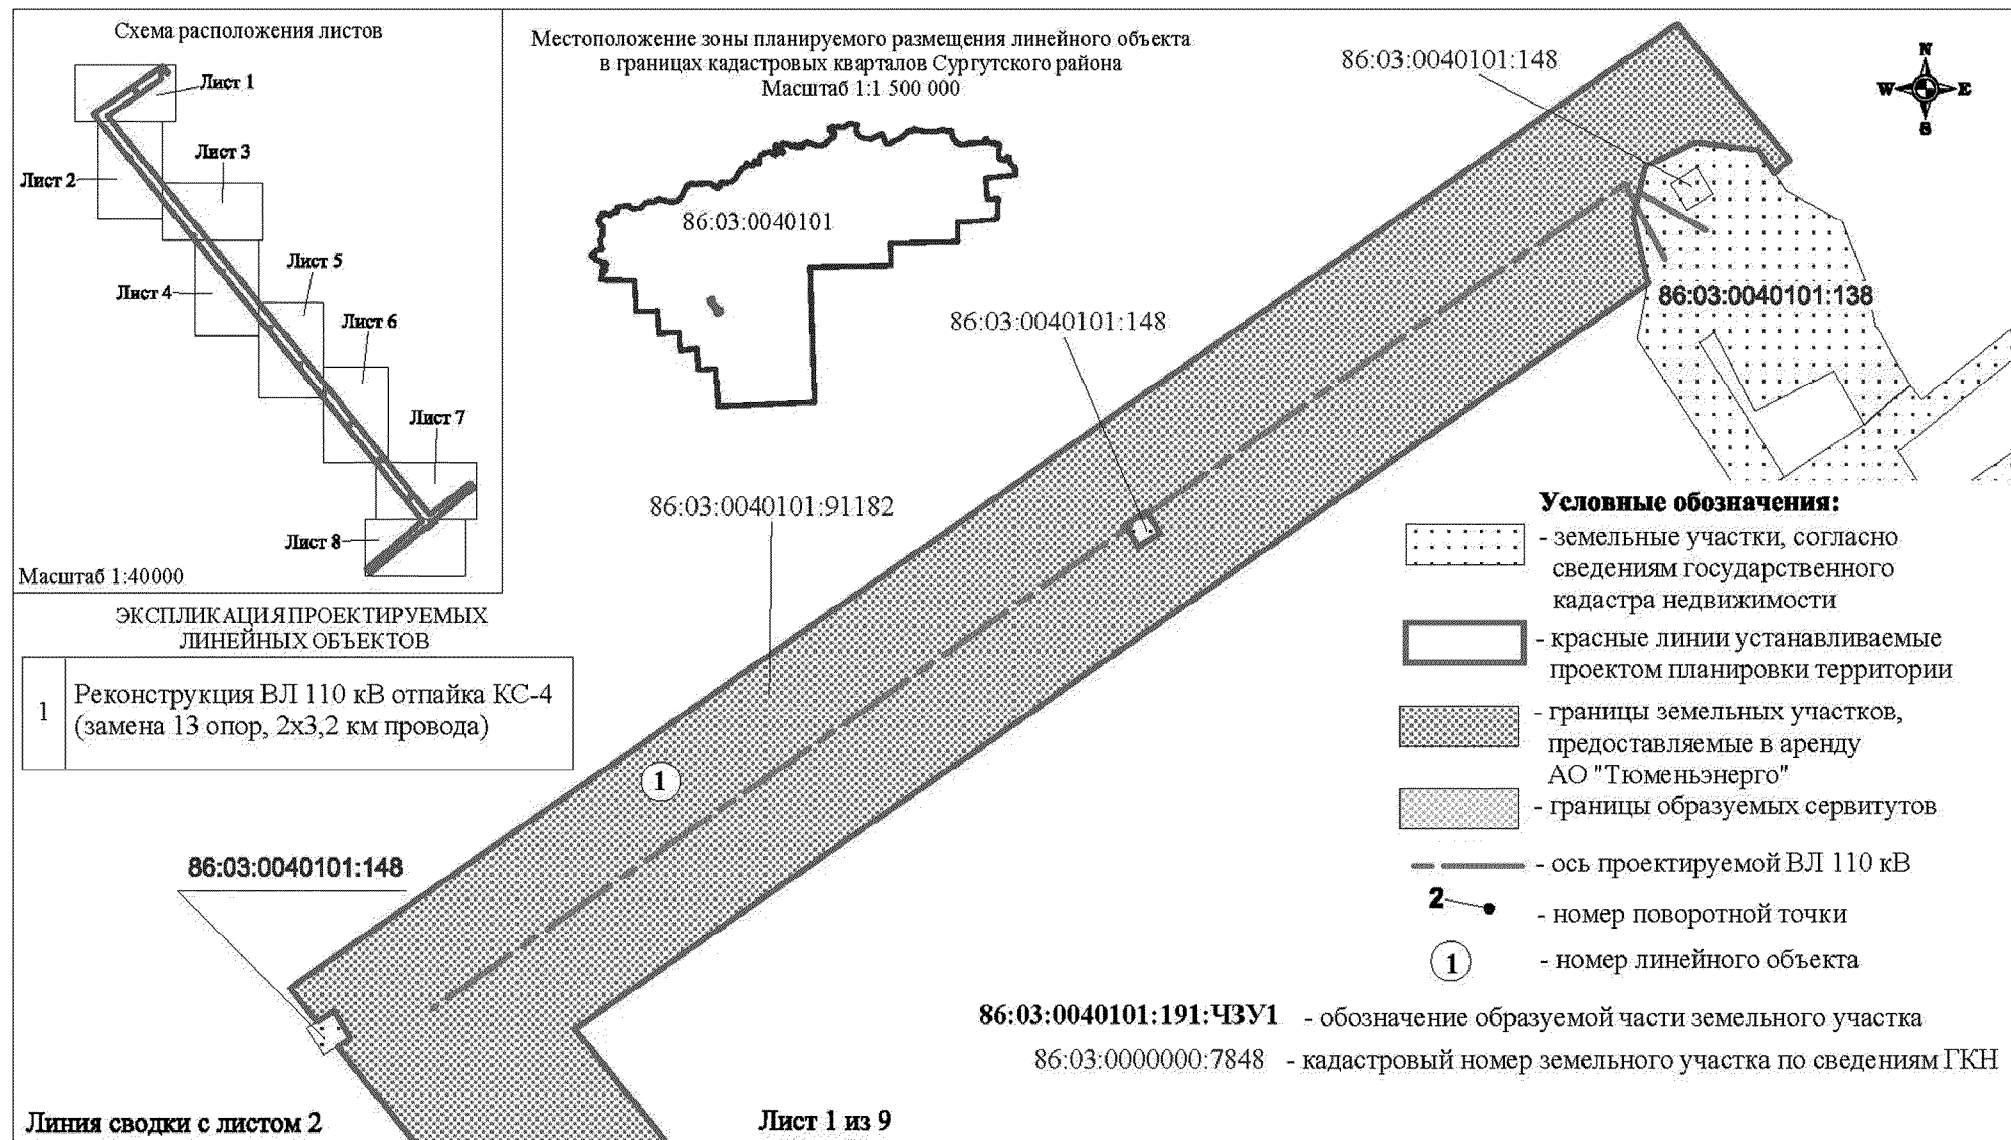 Схема расположения листов
Лист 1
Лист 3
Лист 2
Лист 5
Лист 4
Лист 6
Лист 7
Лист 8
Масштаб 1:40000
Местоположение зоны планируемого размещения линейного объекта
в границах кадастровых кварталов Сургутского района
Масштаб 1:1 500 000
86:03:0040101
86:03:0040101:148
N
W E
S
86:03:0040101:138
86:03:0040101:148
86:03:0040101:91182
ЭКСПЛИКАЦИЯ ПРОЕКТИРУЕМЫХ
ЛИНЕЙНЫХ ОБЪЕКТОВ
1
Реконструкция ВЛ 110 кВ отпайка КС-4
(замена 13 опор, 2х3,2 км провода)
1
86:03:0040101:148
Условные обозначения:
- земельные участки, согласно
сведениям государственного
кадастра недвижимости
- красные линии устанавливаемые
проектом планировки территории
- границы земельных участков,
предоставляемые в аренду
АО "Тюменьэнерго"
- границы образуемых сервитутов
- ось проектируемой ВЛ 110 кВ
2 - номер поворотной точки
1 - номер линейного объекта
86:03:0040101:191:ЧЗУ1 - обозначение образуемой части земельного участка
86:03:0000000:7848 - кадастровый номер земельного участка по сведениям ГКН
Линия сводки с листом 2
Лист 1 из 9